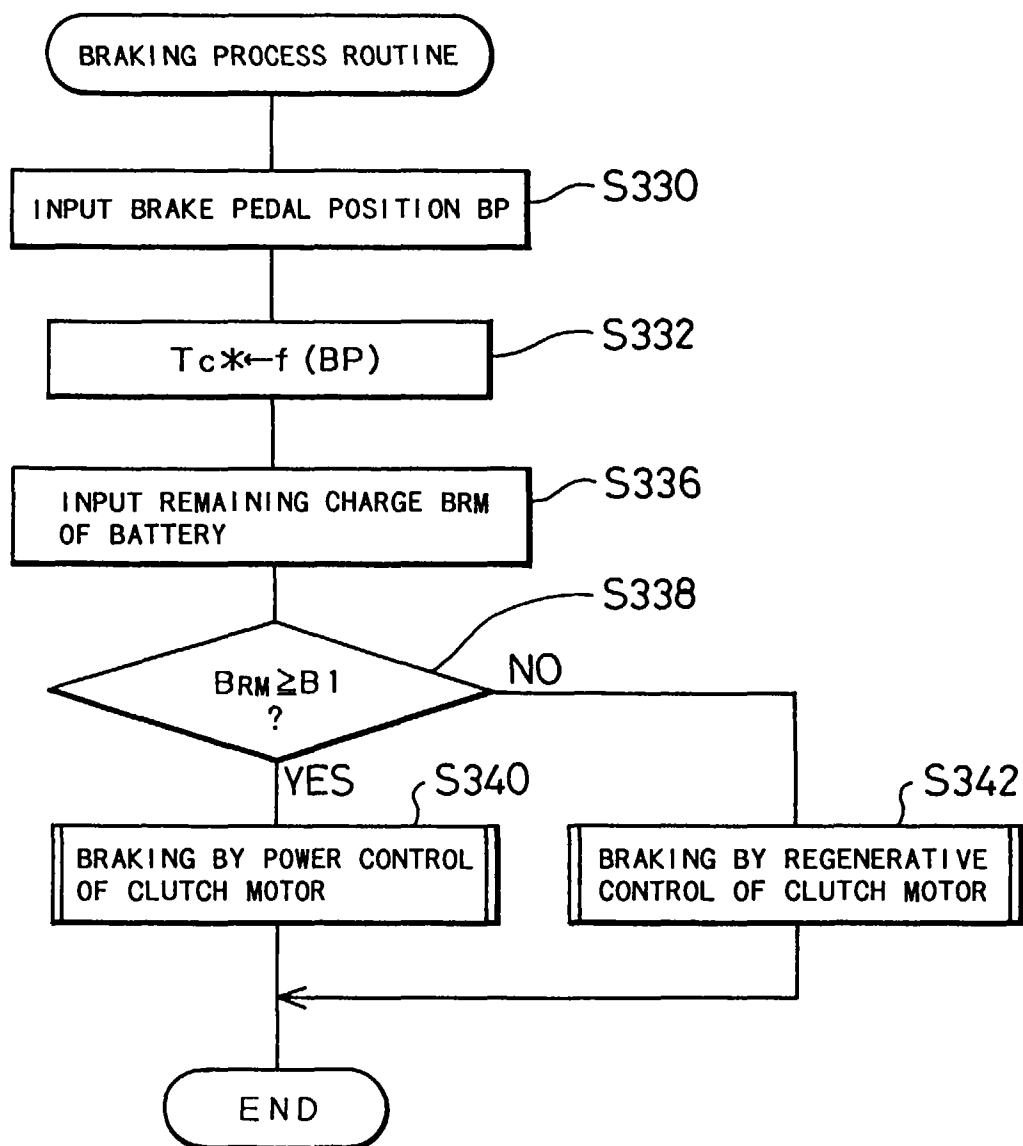 BRAKING PROCESS ROUTINE
INPUT BRAKE PEDAL POSITION BP
S330
Tc*←f (BP)
S332
INPUT REMAINING CHARGE BRM
OF BATTERY
S336
S338
BRM≧B1
?
NO
YES
S340
BRAKING BY POWER CONTROL
OF CLUTCH MOTOR
S342
BRAKING BY REGENERATIVE
CONTROL OF CLUTCH MOTOR
END